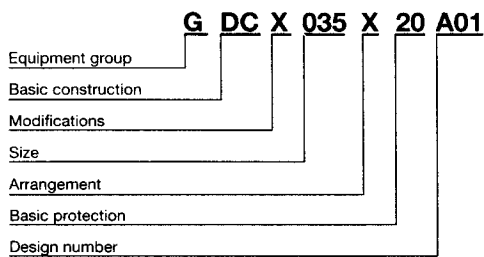 G DC X 035 X 20 A01
Equipment group
Basic construction
Modifications
Size
Arrangement
Basic protection
Design number